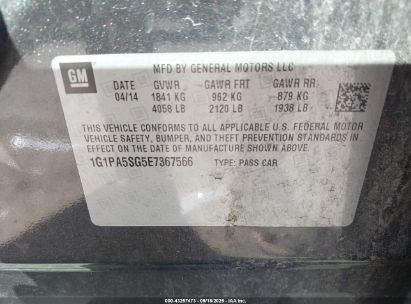 GM
MFD BY GENERAL MOTORS LLC
DATE GVWR GAWR FRT GAWR RR
04/14 1841 KG 962 KG 879 KG
4058 LB 2120 LB 1938 LB
THIS VEHICLE CONFORMS TO ALL APPLICABLE U.S. FEDERAL MOTOR
VEHICLE SAFETY, BUMPER, AND THEFT PREVENTION STANDARDS IN
EFFECT ON THE DATE OF MANUFACTURE SHOWN ABOVE.
1G1PA5SG5E7367566 TYPE: PASS CAR